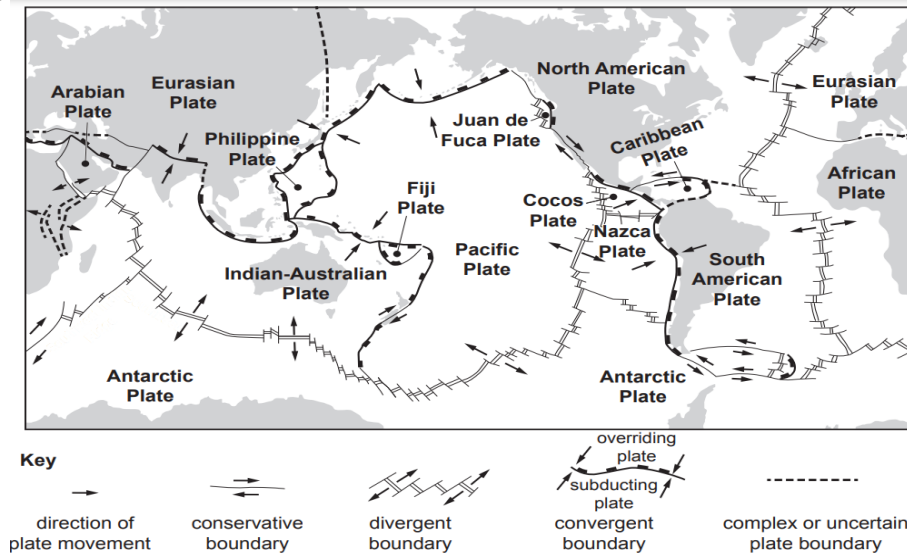 North American
Plate
Eurasian
Plate
Eurasian
Plate
Arabian
Plate
Juan de
Fuca Plate
Caribbean
Plate
Philippine
Plate
African
Plate
Fiji
Plate
Cocos
Plate
Nazca
Plate
Pacific
Plate
South
American
Plate
Indian-Australian
Plate
Antarctic
Plate
Antarctic
Plate
Key
overriding
plate
subducting
plate
direction of
plate movement
conservative
boundary
divergent
boundary
convergent
boundary
complex or uncertain
plate boundary